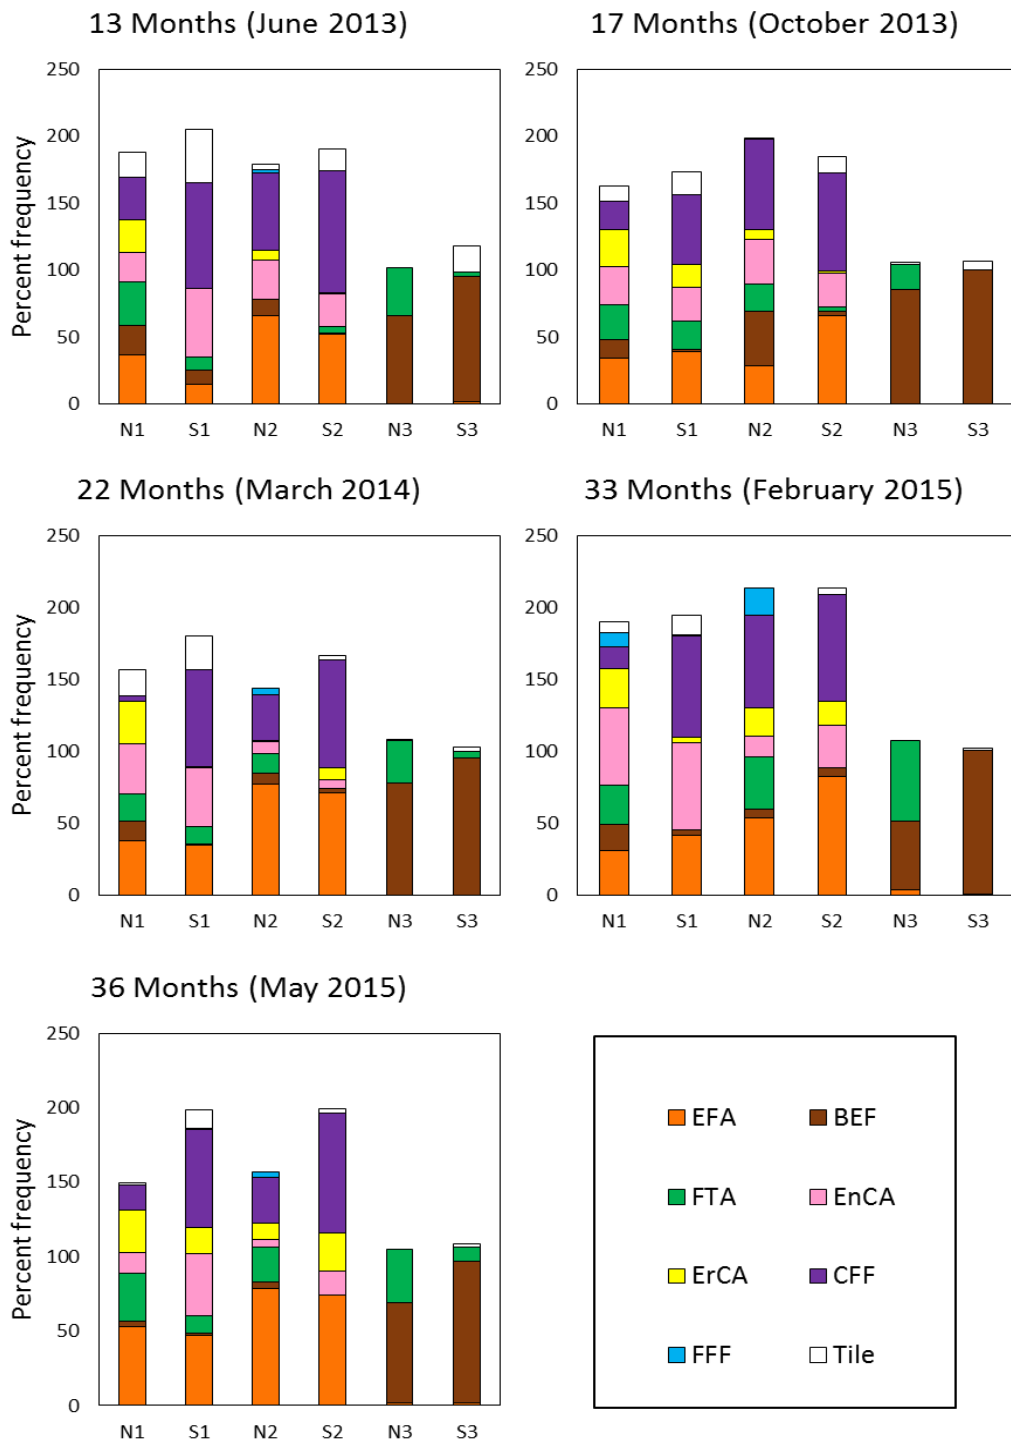 13 Months (June 2013)
17 Months (October 2013)
Percent frequency
250
200
150
100
50
0
N1 S1 N2 S2 N3 S3
250
200
150
100
50
0
N1 S1 N2 S2 N3 S3
22 Months (March 2014)
33 Months (February 2015)
Percent frequency
250
200
150
100
50
0
N1 S1 N2 S2 N3 S3
250
200
150
100
50
0
N1 S1 N2 S2 N3 S3
36 Months (May 2015)
Percent frequency
250
200
150
100
50
0
N1 S1 N2 S2 N3 S3
EFA BEF
FTA EnCA
ErCA CFF
FFF Tile